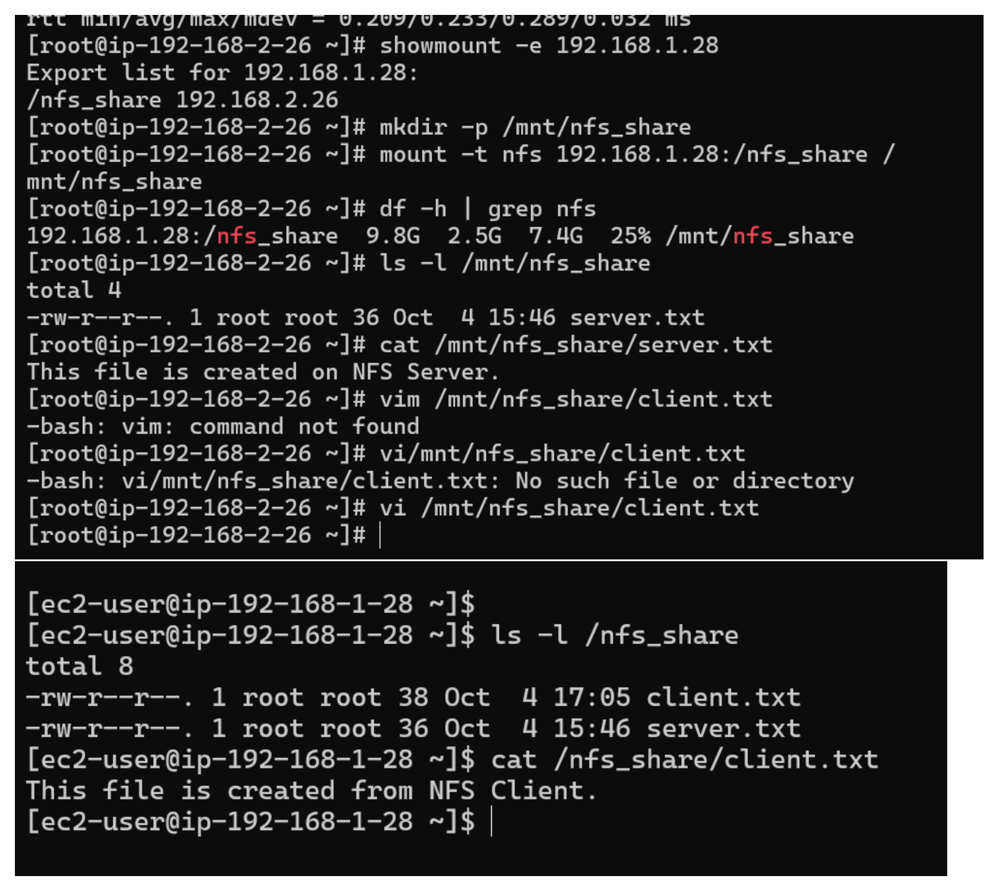 rtt min/avg/max/mdev = 0.209/0.233/0.289/0.032 ms
[root@ip-192-168-2-26 ~]# showmount -e 192.168.1.28
Export list for 192.168.1.28:
/nfs_share 192.168.2.26
[root@ip-192-168-2-26 ~]# mkdir -p /mnt/nfs_share
[root@ip-192-168-2-26 ~]# mount -t nfs 192.168.1.28:/nfs_share /
mnt/nfs_share
[root@ip-192-168-2-26 ~]# df -h | grep nfs
192.168.1.28:/nfs_share  9.8G  2.5G  7.4G  25% /mnt/nfs_share
[root@ip-192-168-2-26 ~]# ls -l /mnt/nfs_share
total 4
-rw-r--r--. 1 root root 36 Oct  4 15:46 server.txt
[root@ip-192-168-2-26 ~]# cat /mnt/nfs_share/server.txt
This file is created on NFS Server.
[root@ip-192-168-2-26 ~]# vim /mnt/nfs_share/client.txt
-bash: vim: command not found
[root@ip-192-168-2-26 ~]# vi/mnt/nfs_share/client.txt
-bash: vi/mnt/nfs_share/client.txt: No such file or directory
[root@ip-192-168-2-26 ~]# vi /mnt/nfs_share/client.txt
[root@ip-192-168-2-26 ~]#
[ec2-user@ip-192-168-1-28 ~]$
[ec2-user@ip-192-168-1-28 ~]$ ls -l /nfs_share
total 8
-rw-r--r--. 1 root root 38 Oct  4 17:05 client.txt
-rw-r--r--. 1 root root 36 Oct  4 15:46 server.txt
[ec2-user@ip-192-168-1-28 ~]$ cat /nfs_share/client.txt
This file is created from NFS Client.
[ec2-user@ip-192-168-1-28 ~]$